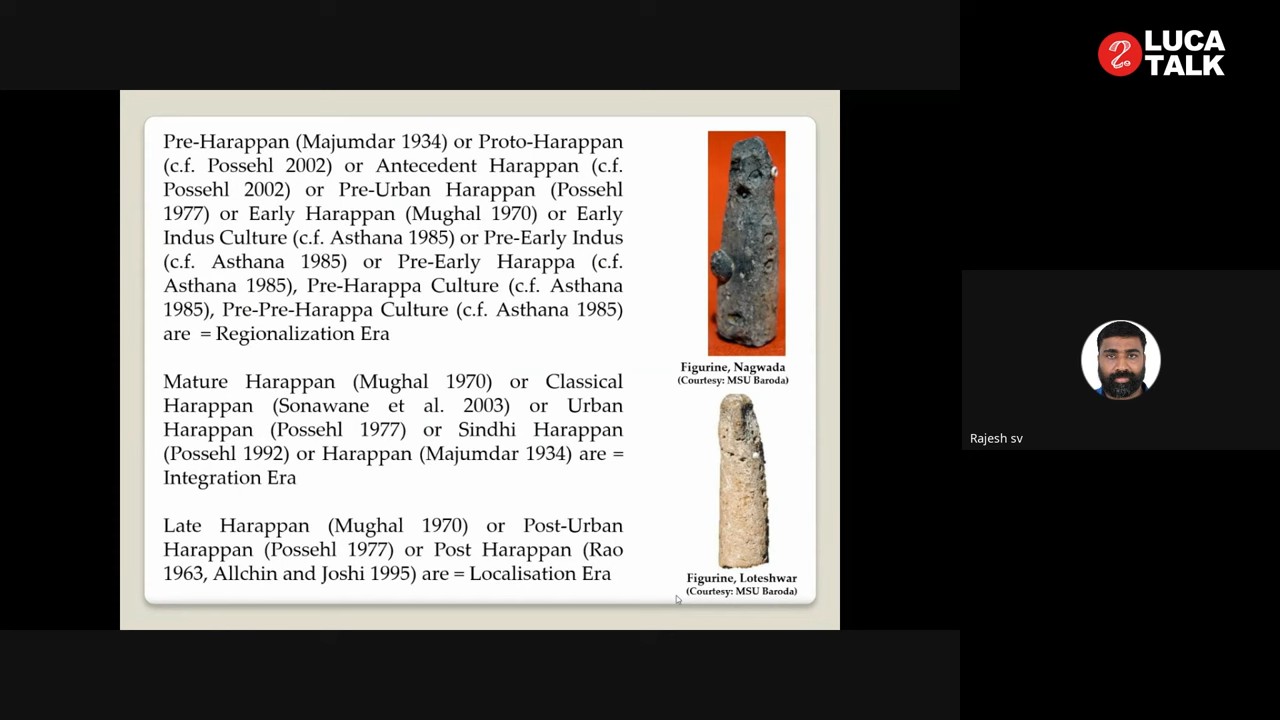 LUCA
TALK
Pre-Harappan (Majumdar 1934) or Proto-Harappan
(c.f. Possehl 2002) or Antecedent Harappan (c.f.
Possehl 2002) or Pre-Urban Harappan (Possehl
1977) or Early Harappan (Mughal 1970) or Early
Indus Culture (c.f. Asthana 1985) or Pre-Early Indus
(c.f. Asthana 1985) or Pre-Early Harappa (c.f.
Asthana 1985), Pre-Harappa Culture (c.f. Asthana
1985), Pre-Pre-Harappa Culture (c.f. Asthana 1985)
are = Regionalization Era
Mature Harappan (Mughal 1970) or Classical
Harappan (Sonawane et al. 2003) or Urban
Harappan (Possehl 1977) or Sindhi Harappan
(Possehl 1992) or Harappan (Majumdar 1934) are =
Integration Era
Late Harappan (Mughal 1970) or Post-Urban
Harappan (Possehl 1977) or Post Harappan (Rao
1963, Allchin and Joshi 1995) are = Localisation Era
Figurine, Nagwada
(Courtesy: MSU Baroda)
Figurine, Loteshwar
(Courtesy: MSU Baroda)
Rajesh sv